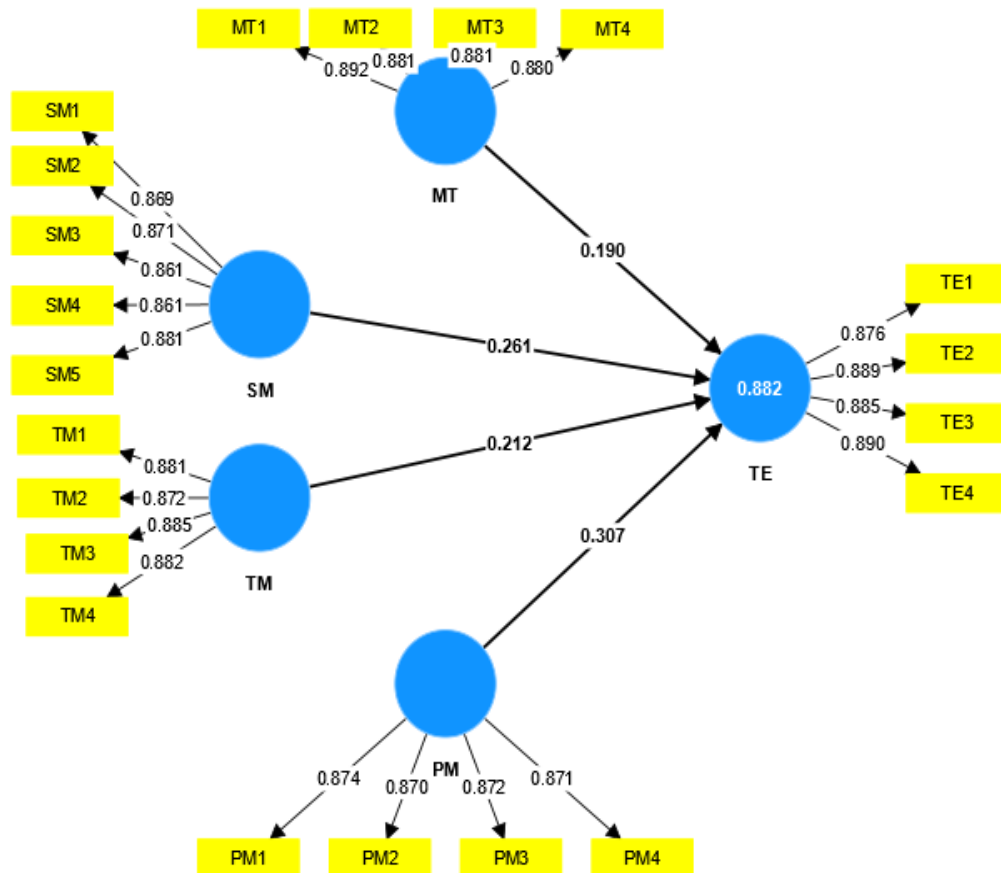 MT1 MT2 MT3 MT4
0.892 0.881 0.881 0.880
MT
SM1
SM2
SM3
SM4
SM5
0.869
0.871
0.861
0.861
0.881
SM
TM1
TM2
TM3
TM4
0.881
0.872
0.885
0.882
TM
0.190
0.261
0.212
0.307
0.882
TE
0.876
0.889
0.885
0.890
TE1
TE2
TE3
TE4
PM
0.874 0.870 0.872 0.871
PM1 PM2 PM3 PM4